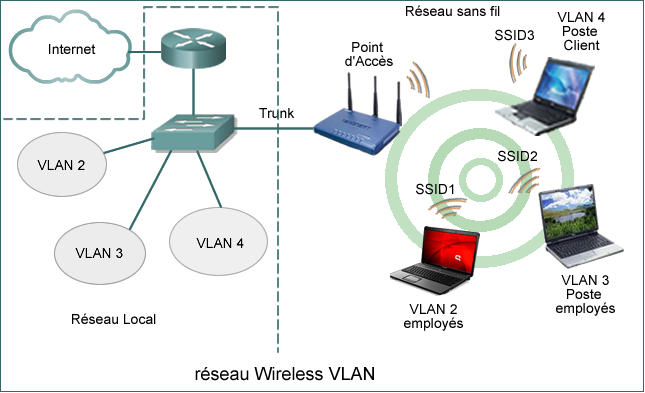 Réseau sans fil
VLAN 4
Poste
Client
SSID3
Internet
Point
d'Accès
Trunk
VLAN 2
SSID2
SSID1
VLAN 3
VLAN 4
VLAN 3
Poste
employés
VLAN 2
employés
Réseau Local
réseau Wireless VLAN